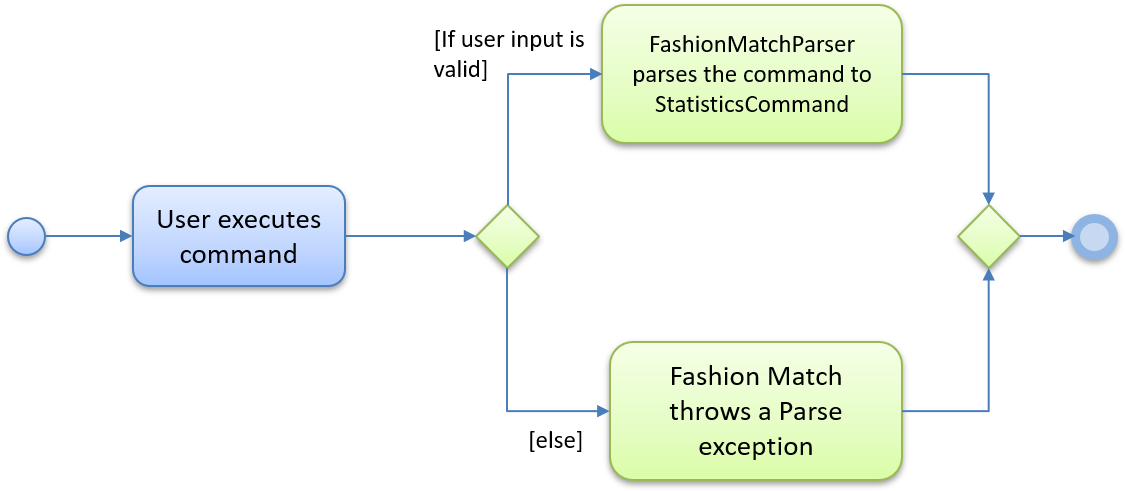 [If user input is
valid]
FashionMatchParser
parses the command to
StatisticsCommand
User executes
command
Fashion Match
throws a Parse
exception
[else]